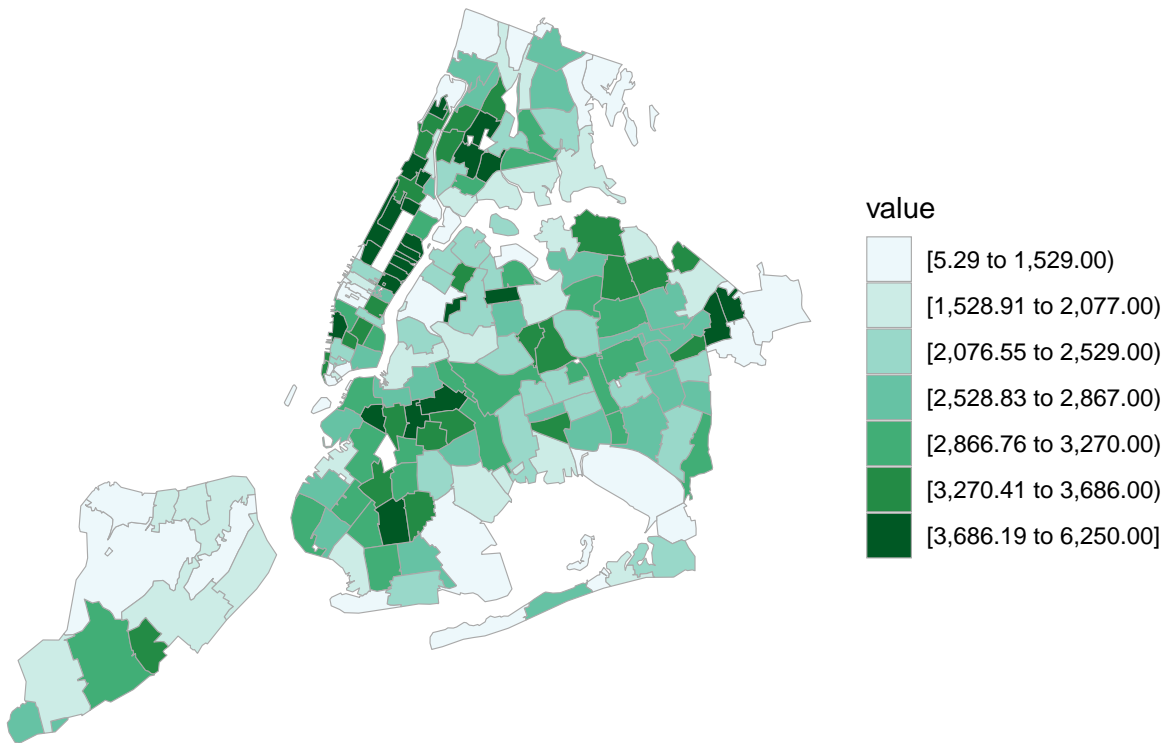 value
[5.29 to 1,529.00)
[1,528.91 to 2,077.00)
[2,076.55 to 2,529.00)
[2,528.83 to 2,867.00)
[2,866.76 to 3,270.00)
[3,270.41 to 3,686.00)
[3,686.19 to 6,250.00]